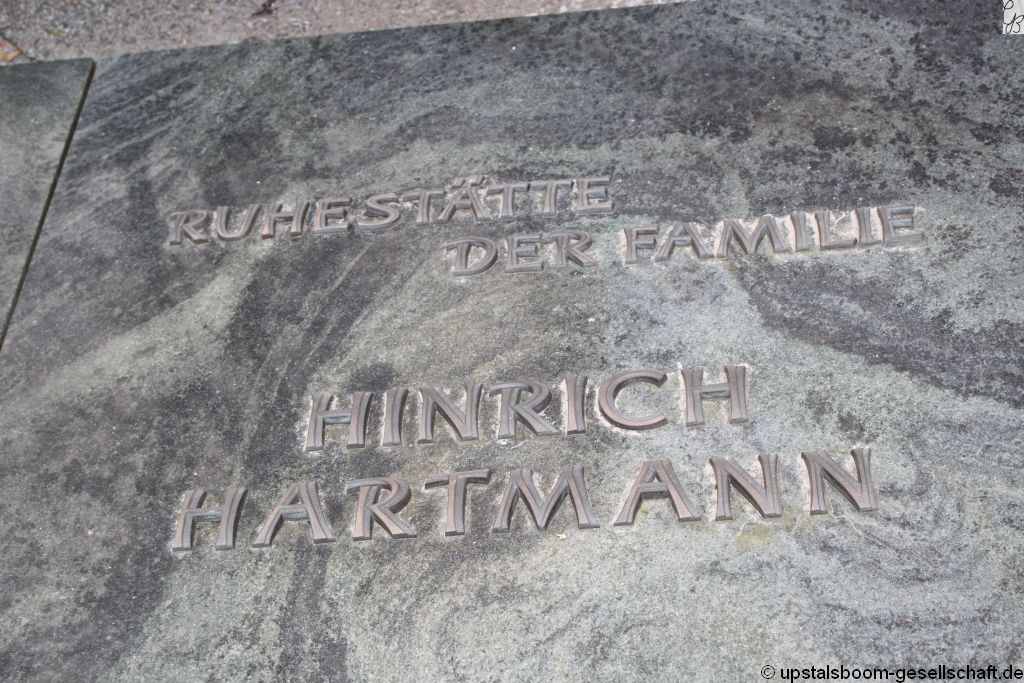 RUHESTÄTTE
DER FAMILIE
HINRICH
HARTMANN
© upstalsboom-gesellschaft.de